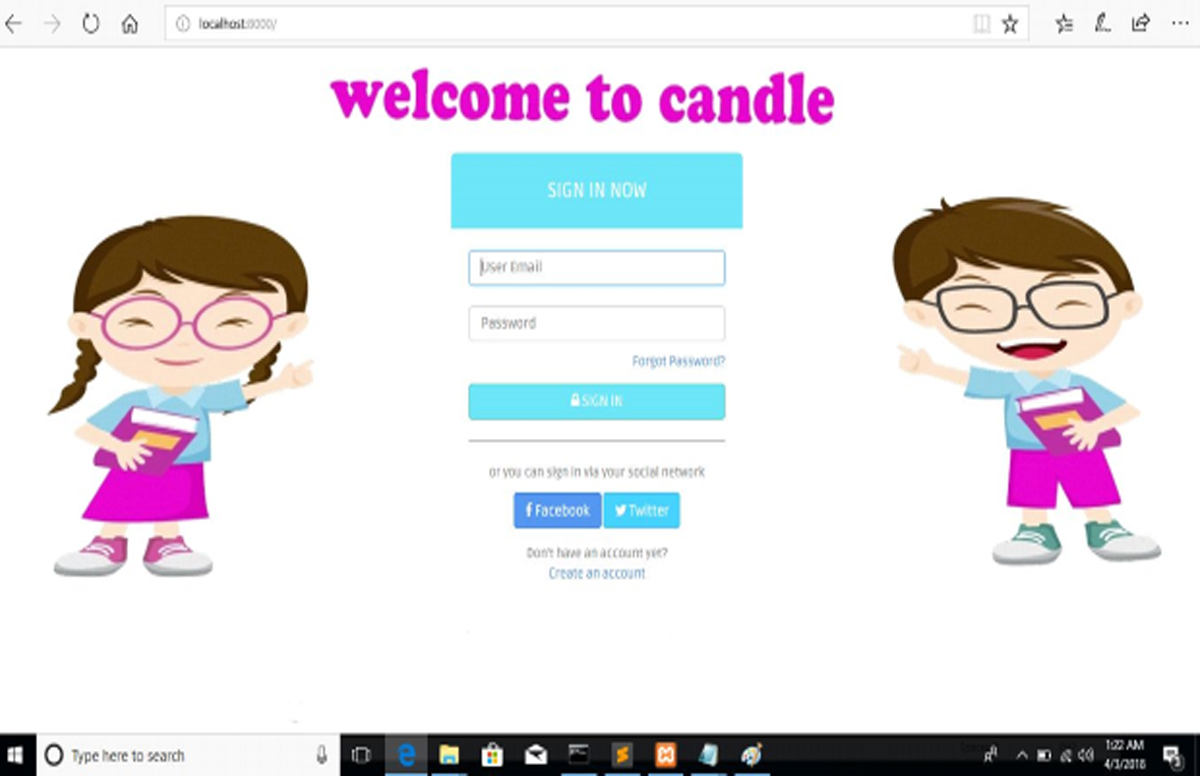 localhost:8000/
welcome to candle
SIGN IN NOW
User Email
Password
Forgot Password?
SIGN IN
or you can sign in via your social network
f Facebook
Twitter
Don't have an account yet?
Create an account
Type here to search
1:22 AM
4/3/2018